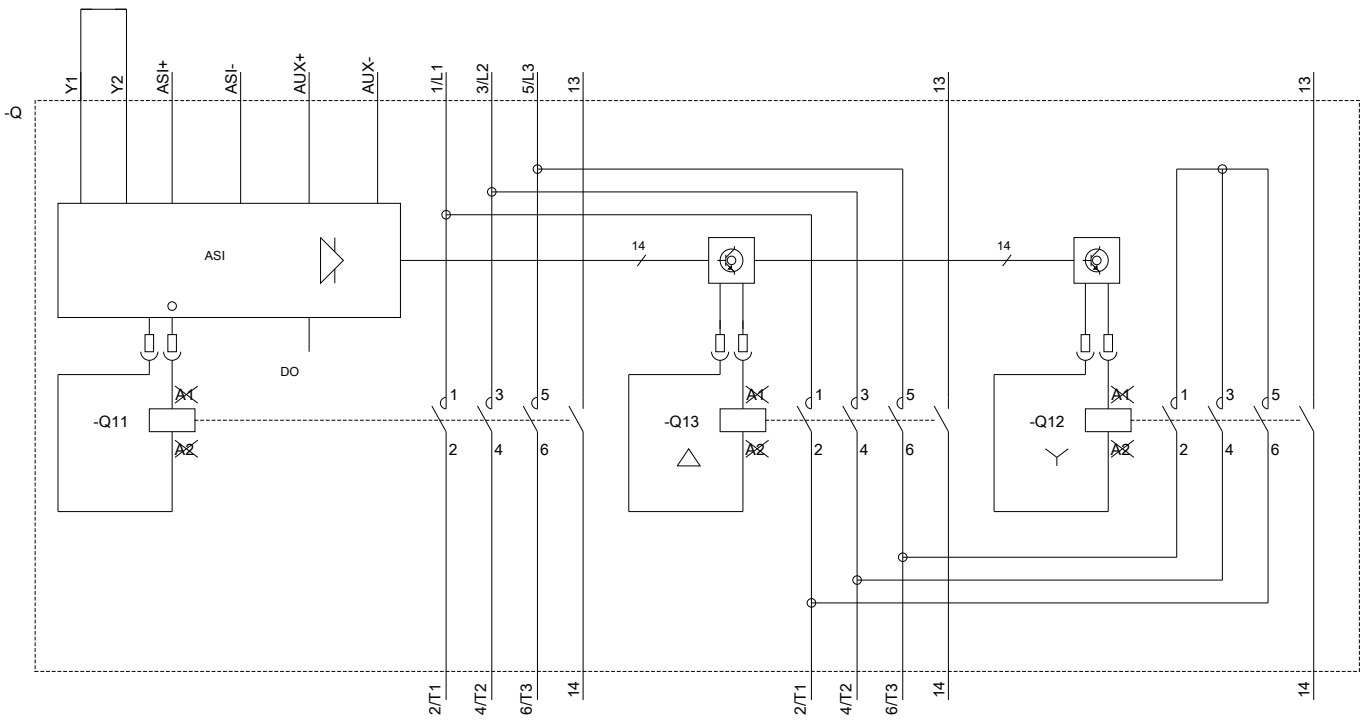 Y1
Y2
ASI+
ASI-
AUX+
AUX-
1/L1
3/L2
5/L3
13
13
13
-Q
ASI
14
14
DO
A1
1
3
5
A1
1
3
5
A1
1
3
5
-Q11
-Q13
-Q12
A2
2
4
6
A2
2
4
6
A2
2
4
6
2/T1
4/T2
6/T3
14
2/T1
4/T2
6/T3
14
14